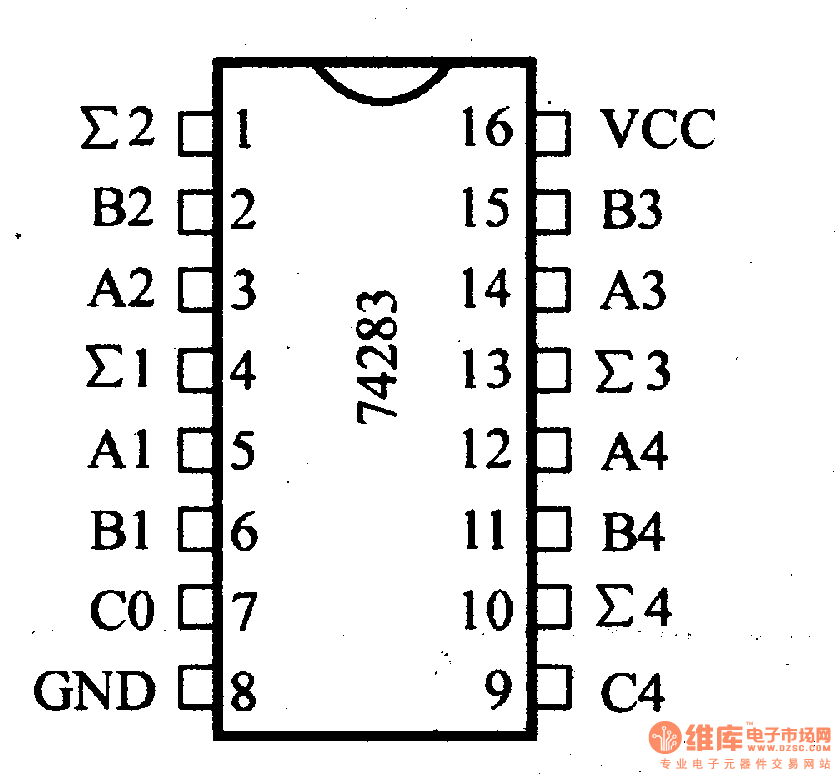 Σ2 1 16 VCC
B2 2 15 B3
A2 3 14 A3
74283
Σ1 4 13 Σ3
A1 5 12 A4
B1 6 11 B4
C0 7 10 Σ4
GND 8 9 C4
维库电子市场网™
WWW.DZSC.COM
专业电子元器件交易网站